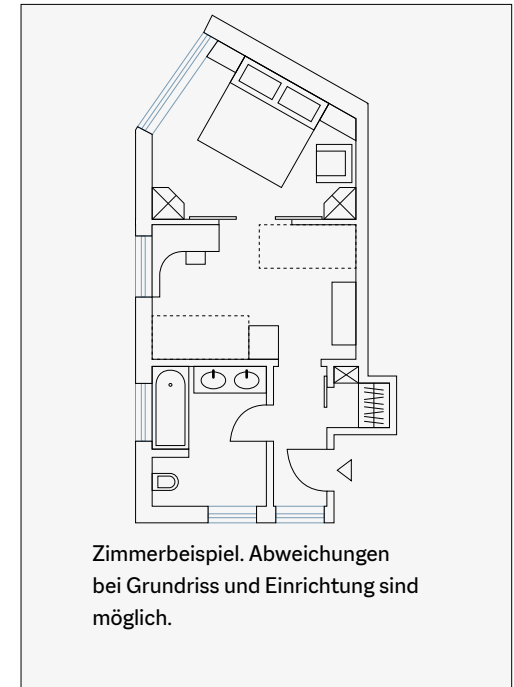 Zimmerbeispiel. Abweichungen
bei Grundriss und Einrichtung sind
möglich.